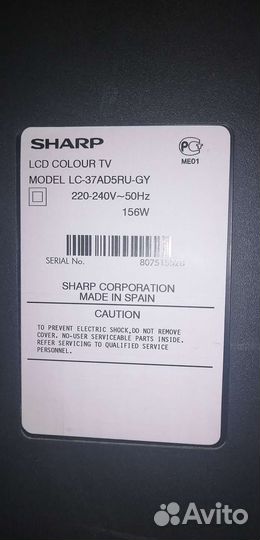 SHARP
LCD COLOUR TV
MODEL LC-37AD5RU-GY
220-240V~50Hz
156W
ME01
SERIAL No.
SHARP CORPORATION
MADE IN SPAIN
CAUTION
TO PREVENT ELECTRIC SHOCK,DO NOT REMOVE
COVER. NO-USER SERVICEABLE PARTS INSIDE.
REFER SERVICING TO QUALIFIED SERVICE
PERSONNEL.
Avito